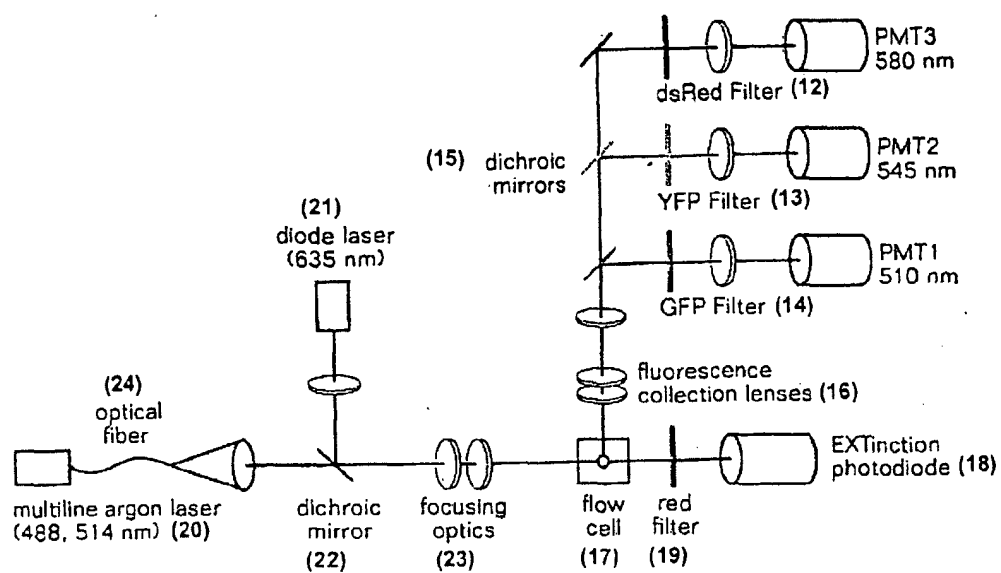 PMT3
580 nm
dsRed Filter (12)
(15) dichroic
mirrors
PMT2
545 nm
YFP Filter (13)
(21)
diode laser
(635 nm)
PMT1
510 nm
GFP Filter (14)
fluorescence
collection lenses (16)
(24)
optical
fiber
EXTinction
photodiode (18)
multiline argon laser
(488, 514 nm) (20)
dichroic
mirror
(22)
focusing
optics
(23)
flow
cell
(17)
red
filter
(19)